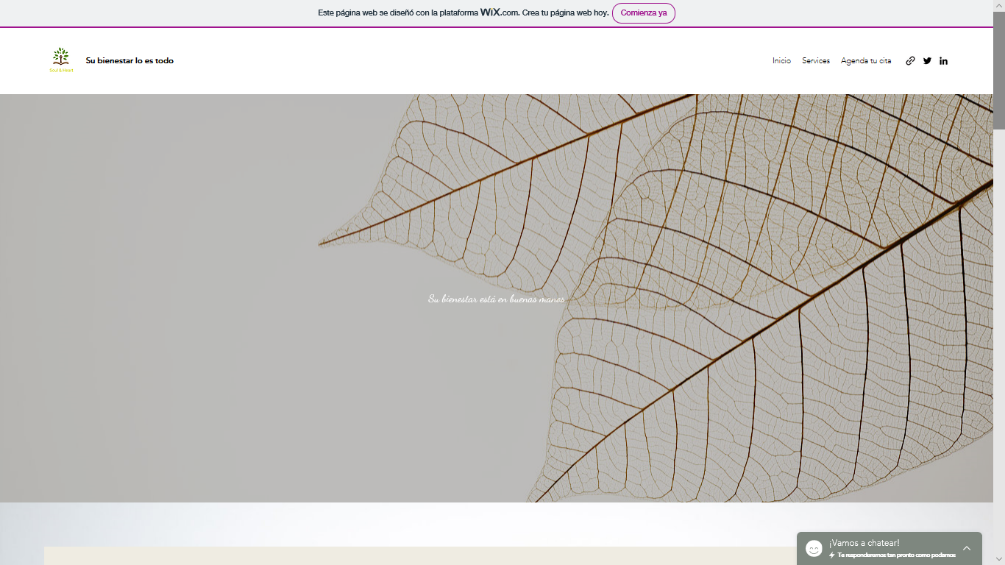 Este página web se diseñó con la plataforma WiX.com. Crea tu página web hoy. Comienza ya
Su bienestar lo es todo
Inicio Services Agenda tu cita
Su bienestar está en buenas manos
¡Vamos a chatear!
Te responderemos tan pronto como podamos